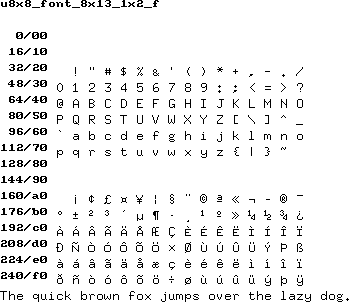 u8x8_font_8x13_1x2_f
0/00
16/10
32/20 ! " # $ % & ' ( ) * + , - . /
48/30 0 1 2 3 4 5 6 7 8 9 : ; < = > ?
64/40 @ A B C D E F G H I J K L M N O
80/50 P Q R S T U V W X Y Z [ \ ] ^ _
96/60 ` a b c d e f g h i j k l m n o
112/70 p q r s t u v w x y z { | } ~
128/80
144/90
160/a0 ¡ ¢ £ ¤ ¥ ¦ § ¨ © ª « ¬ - ® ¯
176/b0 ° ± ² ³ ´ µ ¶ · ¸ ¹ º » ¼ ½ ¾ ¿
192/c0 À Á Â Ã Ä Å Æ Ç È É Ê Ë Ì Í Î Ï
208/d0 Ð Ñ Ò Ó Ô Õ Ö × Ø Ù Ú Û Ü Ý Þ ß
224/e0 à á â ã ä å æ ç è é ê ë ì í î ï
240/f0 ð ñ ò ó ô õ ö ÷ ø ù ú û ü ý þ ÿ
The quick brown fox jumps over the lazy dog.